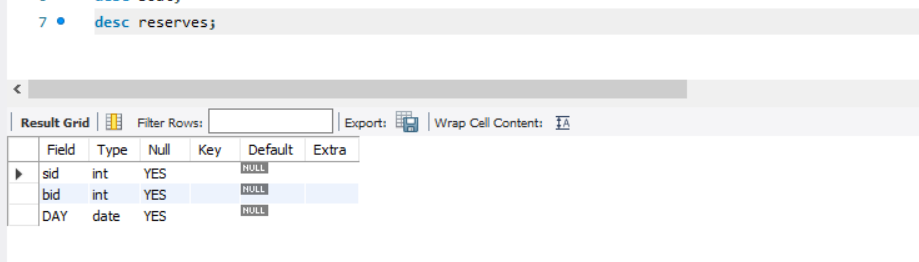 7 desc reserves;
Result Grid Filter Rows: Export: Wrap Cell Content: IA
Field Type Null Key Default Extra
sid int YES NULL
bid int YES NULL
DAY date YES NULL